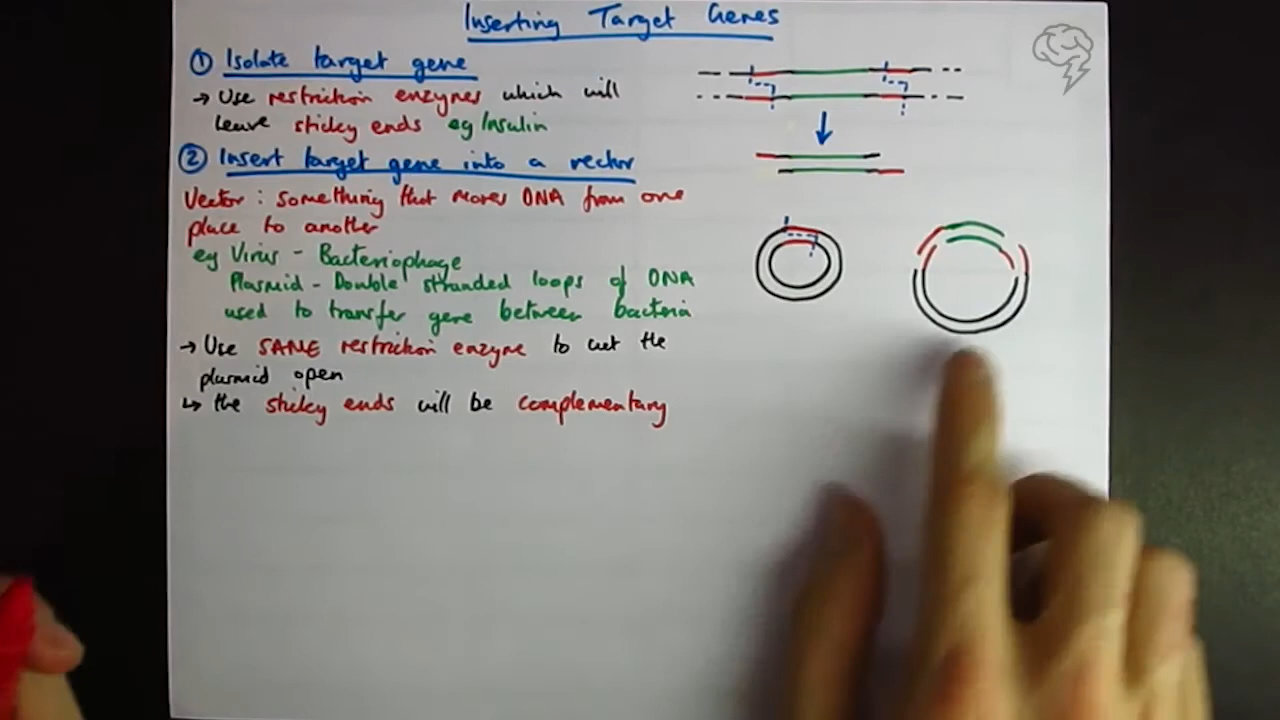 Inserting Target Genes
① Isolate target gene
→ Use restriction enzymes which will
leave sticky ends eg Insulin
② Insert target gene into a vector
Vector : Something that moves DNA from one
place to another
eg Virus - Bacteriophage
Plasmid - Double stranded loops of DNA
used to transfer gene between bacteria
→ Use SAME restriction enzyme to cut the
plasmid open
↳ the sticky ends will be complementary